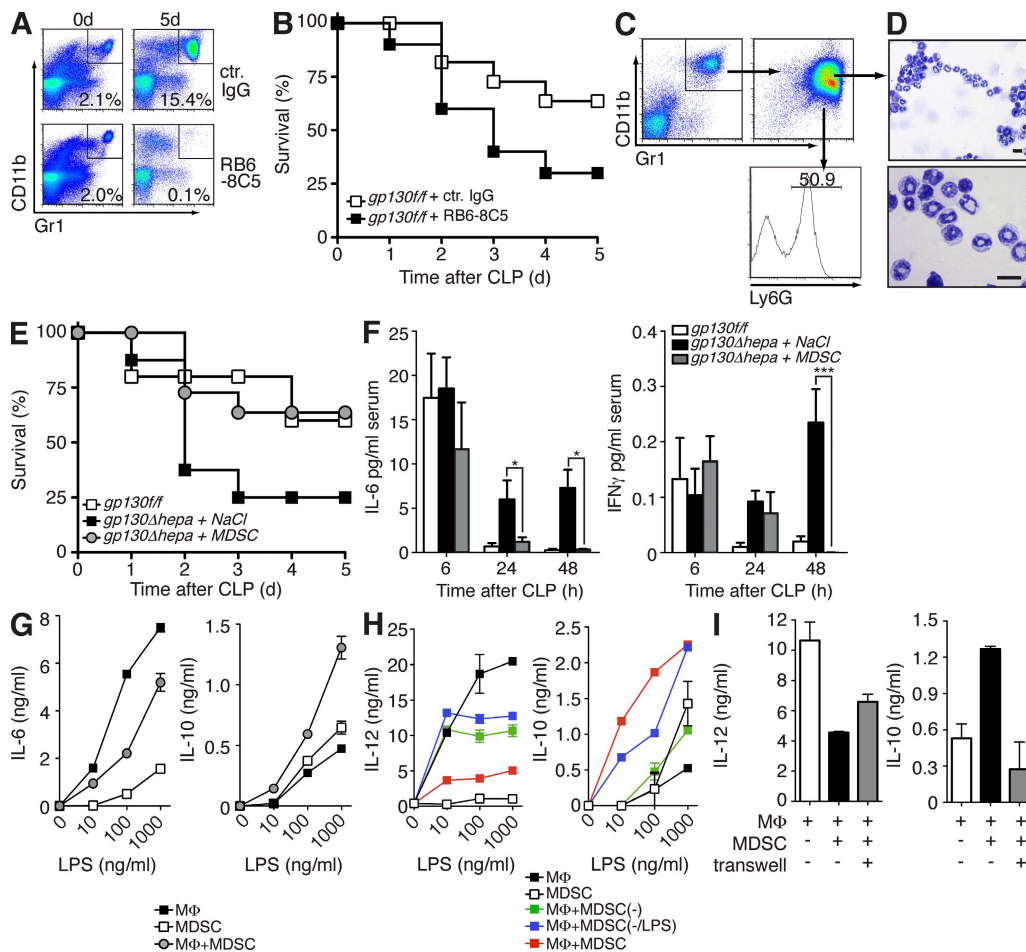 A
0d 5d
2.1% 15.4%
ctr.
IgG
2.0% 0.1%
RB6
-8C5
CD11b
Gr1
B
Survival (%)
100
75
50
25
0
gp130f/f + ctr. IgG
gp130f/f + RB6-8C5
0 1 2 3 4 5
Time after CLP (d)
C
CD11b
Gr1
50.9
Ly6G
D
E
Survival (%)
100
75
50
25
0
gp130f/f
gp130Δhepa + NaCl
gp130Δhepa + MDSC
0 1 2 3 4 5
Time after CLP (d)
F
IL-6 pg/ml serum
25
20
15
10
5
0
* *
6 24 48
Time after CLP (h)
IFNγ pg/ml serum
0.4
0.3
0.2
0.1
0.0
gp130f/f
gp130Δhepa + NaCl
gp130Δhepa + MDSC
***
6 24 48
Time after CLP (h)
G
IL-6 (ng/ml)
8
6
4
2
0
0 10 100 1000
LPS (ng/ml)
IL-10 (ng/ml)
1.5
1.0
0.5
0
0 10 100 1000
LPS (ng/ml)
MΦ
MDSC
MΦ+MDSC
H
IL-12 (ng/ml)
25
20
15
10
5
0
0 10 100 1000
LPS (ng/ml)
IL-10 (ng/ml)
2.5
2.0
1.5
1.0
0.5
0
0 10 100 1000
LPS (ng/ml)
MΦ
MDSC
MΦ+MDSC(-)
MΦ+MDSC(-/LPS)
MΦ+MDSC
I
IL-12 (ng/ml)
12
10
8
6
4
2
0
IL-10 (ng/ml)
1.5
1.2
0.9
0.6
0.3
0
MΦ + + + + + +
MDSC - + + - + +
transwell - - + - - +